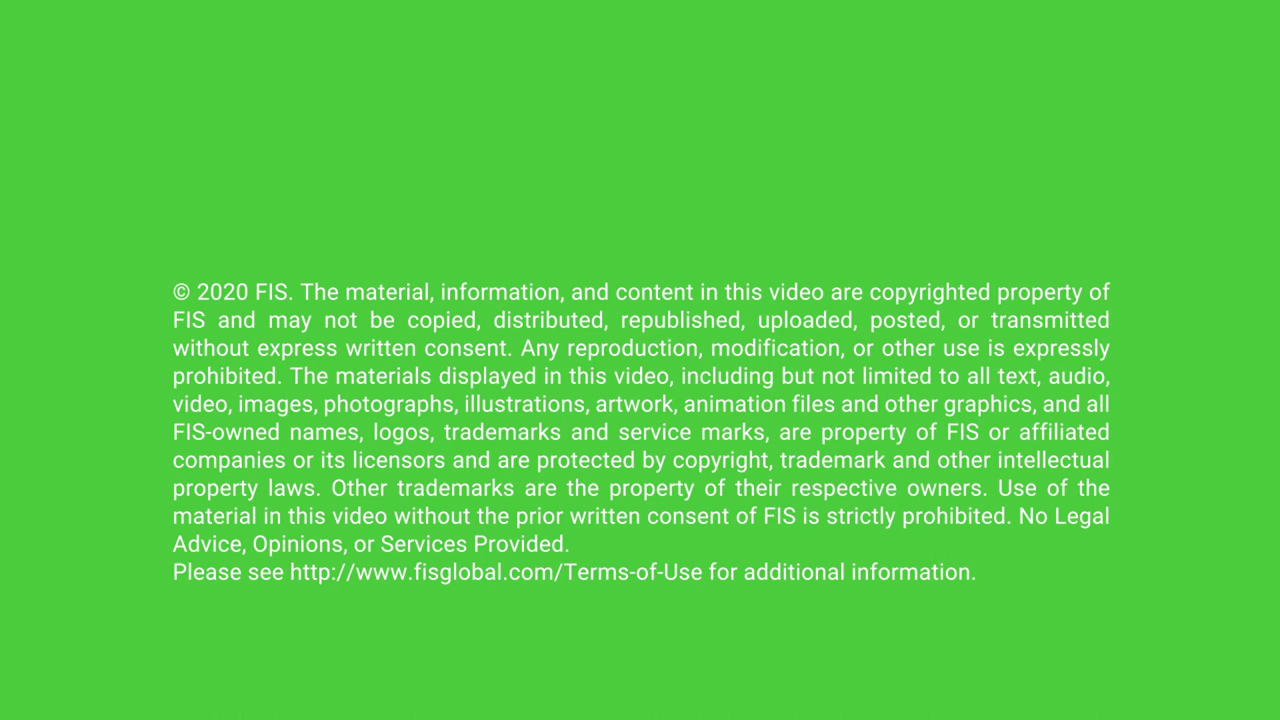 © 2020 FIS. The material, information, and content in this video are copyrighted property of
FIS and may not be copied, distributed, republished, uploaded, posted, or transmitted
without express written consent. Any reproduction, modification, or other use is expressly
prohibited. The materials displayed in this video, including but not limited to all text, audio,
video, images, photographs, illustrations, artwork, animation files and other graphics, and all
FIS-owned names, logos, trademarks and service marks, are property of FIS or affiliated
companies or its licensors and are protected by copyright, trademark and other intellectual
property laws. Other trademarks are the property of their respective owners. Use of the
material in this video without the prior written consent of FIS is strictly prohibited. No Legal
Advice, Opinions, or Services Provided.
Please see http://www.fisglobal.com/Terms-of-Use for additional information.